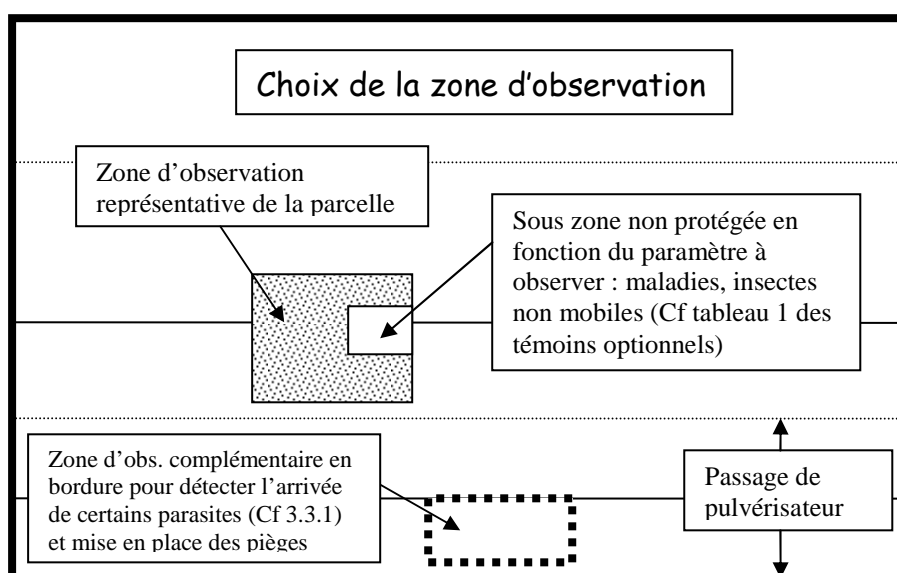 Choix de la zone d'observation
Zone d'observation
représentative de la parcelle
Sous zone non protégée en
fonction du paramètre à
observer : maladies, insectes
non mobiles (Cf tableau 1 des
témoins optionnels)
Zone d'obs. complémentaire en
bordure pour détecter l'arrivée
de certains parasites (Cf 3.3.1)
et mise en place des pièges
Passage de
pulvérisateur